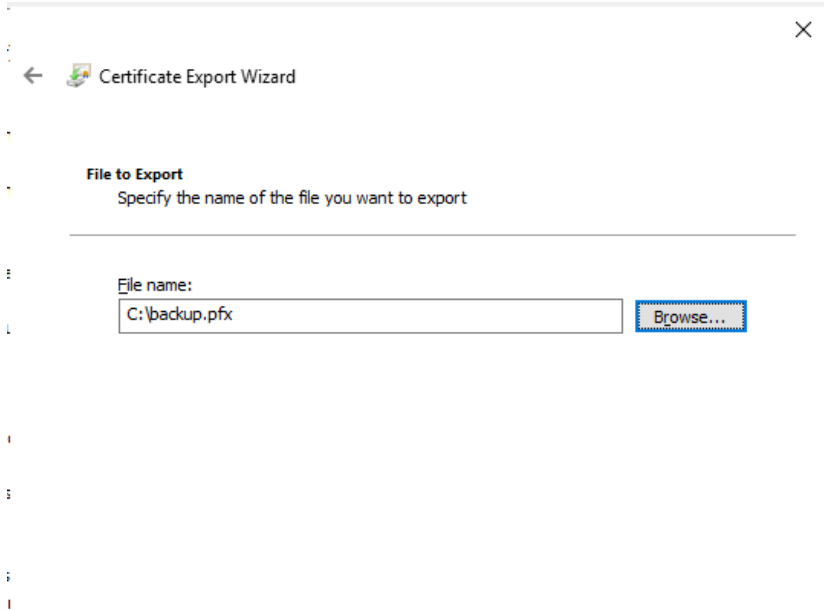 Certificate Export Wizard
File to Export
Specify the name of the file you want to export
File name:
C:\backup.pfx
Browse...